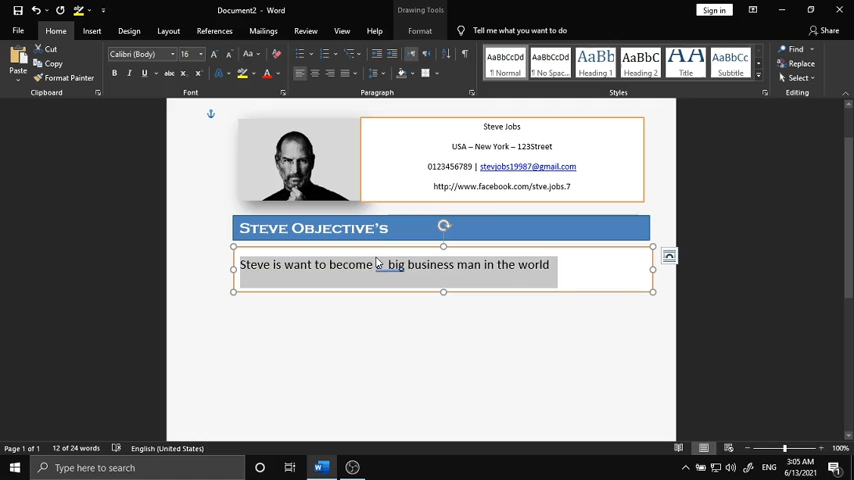 Document2 - Word
Drawing Tools
Sign in
File
Home
Insert
Design
Layout
References
Mailings
Review
View
Help
Format
Tell me what you want to do
Share
Paste
Cut
Copy
Format Painter
Clipboard
Calibri (Body)
16
Font
Paragraph
AaBbCcDd
¶ Normal
AaBbCcDd
¶ No Spac...
AaBb
Heading 1
AaBbC
Heading 2
AA
Title
AaBbCc
Subtitle
Styles
Find
Replace
Select
Editing
Steve Jobs
USA – New York – 123Street
0123456789 | stevjobs19987@gmail.com
http://www.facebook.com/stve.jobs.7
Steve Objective's
Steve is want to become a big business man in the world
Page 1 of 1
12 of 24 words
English (United States)
100%
Type here to search
ENG
3:05 AM
6/13/2021